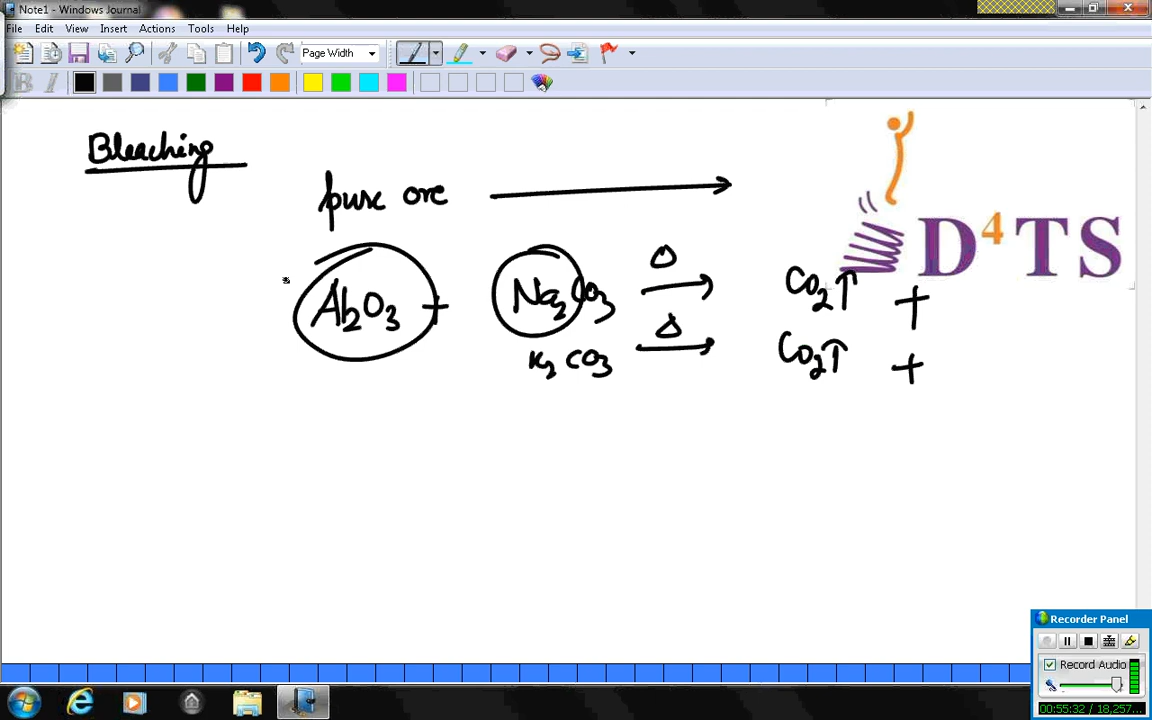 Note1 - Windows Journal
File Edit View Insert Actions Tools Help
Page Width
B I
Bleaching
pure ore
D4TS
Al2O3 + Na2CO3 Δ → CO2↑ +
K2CO3 Δ → CO2↑ +
Recorder Panel
Record Audio
00:55:32 / 18,257...